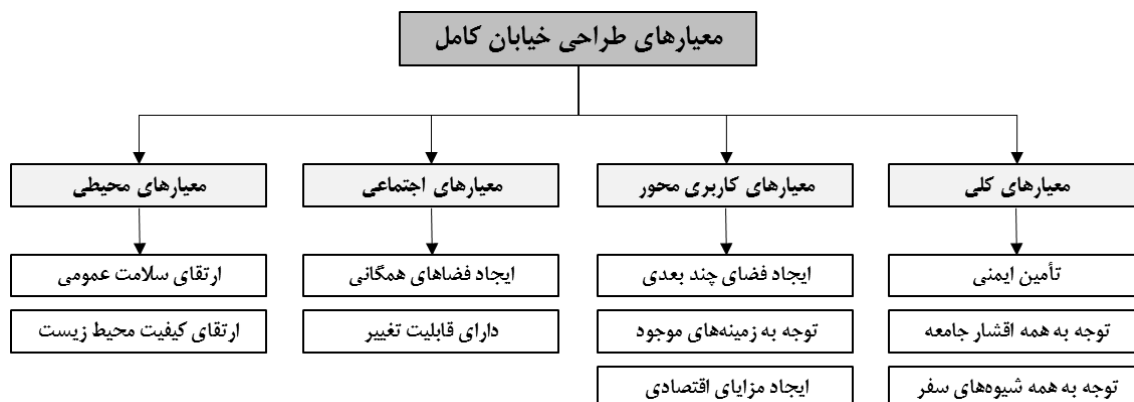 معیارهای طراحی خیابان کامل
معیارهای کلی
معیارهای کاربری محور
معیارهای اجتماعی
معیارهای محیطی
تأمین ایمنی
ایجاد فضای چند بعدی
ایجاد فضاهای همگانی
ارتقای سلامت عمومی
توجه به همه اقشار جامعه
توجه به زمینه‌های موجود
دارای قابلیت تغییر
ارتقای کیفیت محیط زیست
توجه به همه شیوه‌های سفر
ایجاد مزایای اقتصادی